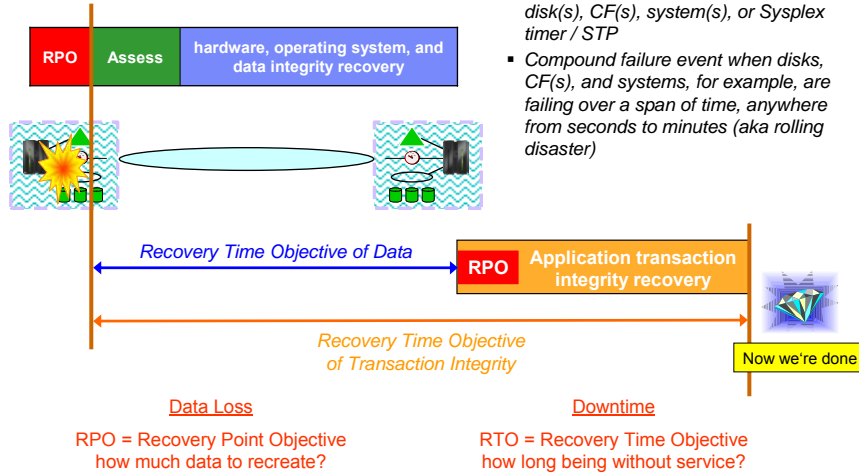 disk(s), CF(s), system(s), or Sysplex
timer / STP
▪ Compound failure event when disks,
CF(s), and systems, for example, are
failing over a span of time, anywhere
from seconds to minutes (aka rolling
disaster)
RPO
Assess
hardware, operating system, and
data integrity recovery
Recovery Time Objective of Data
RPO
Application transaction
integrity recovery
Recovery Time Objective
of Transaction Integrity
Now we're done
Data Loss
RPO = Recovery Point Objective
how much data to recreate?
Downtime
RTO = Recovery Time Objective
how long being without service?